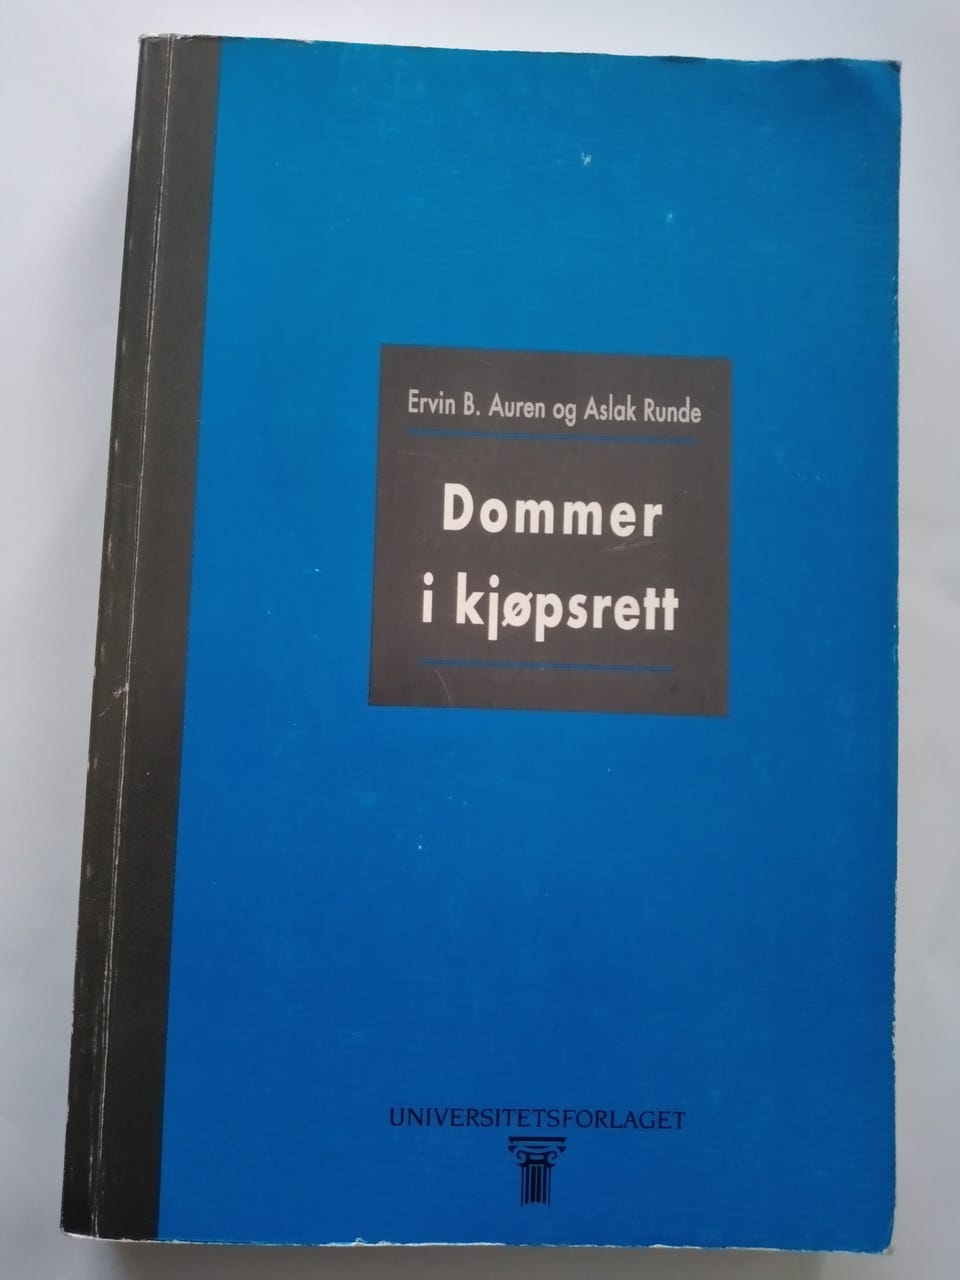 Ervin B. Auren og Aslak Runde
Dommer
i kjøpsrett
UNIVERSITETSFORLAGET